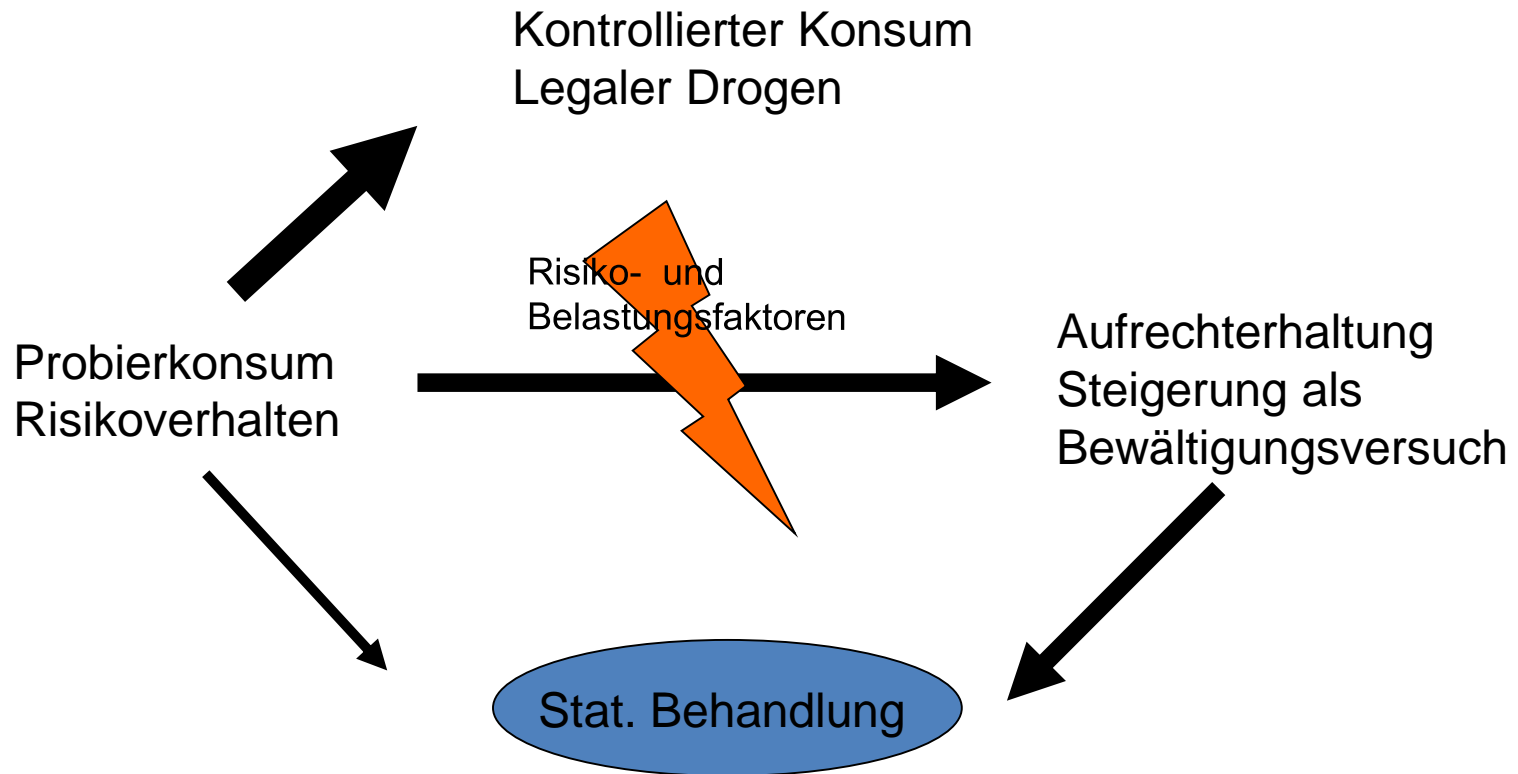 Kontrollierter Konsum
Legaler Drogen
Risiko- und
Belastungsfaktoren
Probierkonsum
Risikoverhalten
Aufrechterhaltung
Steigerung als
Bewältigungsversuch
Stat. Behandlung